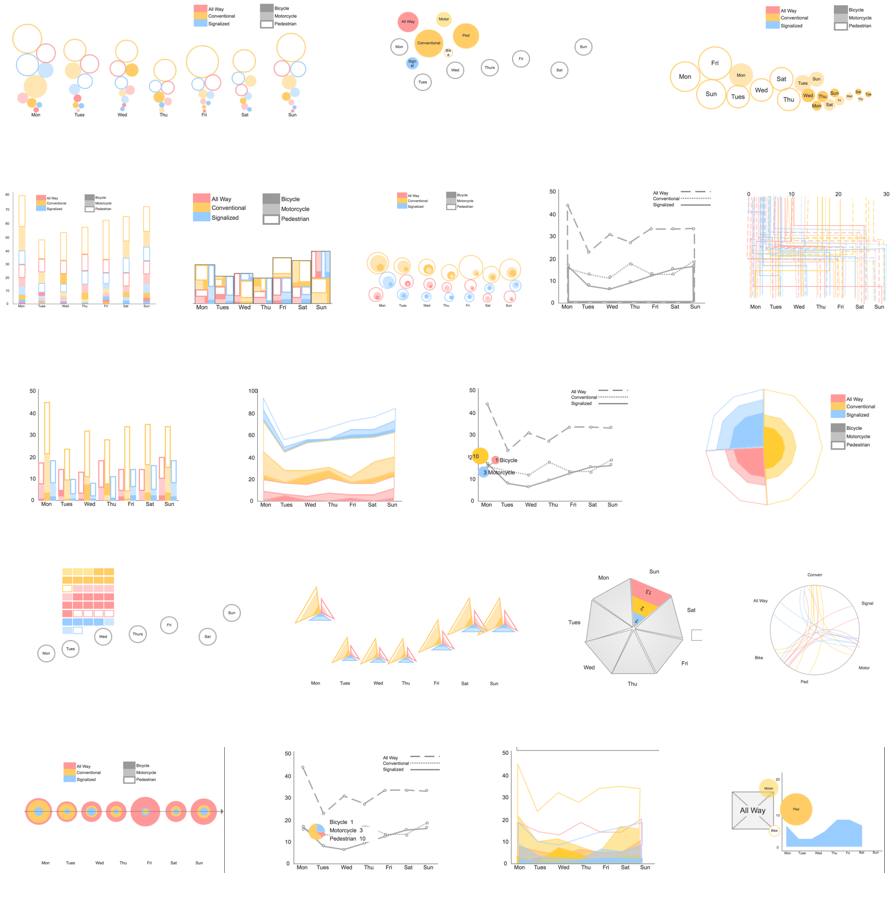 All Way
Conventional
Signalized
Bicycle
Motorcycle
Pedestrian
Mon Tues Wed Thu Fri Sat Sun
All Way
Motor
Conventional
Ped
Mon
Tues
Wed
Thurs
Fri
Sat
Sun
All Way
Conventional
Signalized
Bicycle
Motorcycle
Pedestrian
Mon
Fri
Sun
Tues
Mon
Wed
Sat
Thu
Tues
Sun
Wed
Thu
Sun
Mon
Sat
80
70
60
50
40
30
20
10
0
All Way
Conventional
Signalized
Bicycle
Motorcycle
Pedestrian
Mon Tues Wed Thu Fri Sat Sun
All Way
Conventional
Signalized
Bicycle
Motorcycle
Pedestrian
Mon Tues Wed Thu Fri Sat Sun
All Way
Conventional
Signalized
Bicycle
Motorcycle
Pedestrian
Mon Tues Wed Thu Fri Sat Sun
50
40
30
20
10
0
All Way
Conventional
Signalized
Mon Tues Wed Thu Fri Sat Sun
0 10 20 30
Mon Tues Wed Thu Fri Sat Sun
50
40
30
20
10
0
Mon Tues Wed Thu Fri Sat Sun
100
80
60
40
20
0
Mon Tues Wed Thu Fri Sat Sun
50
40
30
20
10
0
All Way
Conventional
Signalized
10
1 Bicycle
3 Motorcycle
Mon Tues Wed Thu Fri Sat Sun
All Way
Conventional
Signalized
Bicycle
Motorcycle
Pedestrian
Mon
Tues
Wed
Thurs
Fri
Sat
Sun
Mon Tues Wed Thu Fri Sat Sun
Sun
Mon
Sat
Tues
Fri
Wed
Thu
13
2
7
Conven
All Way
Signal
Bike
Motor
Ped
All Way
Conventional
Signalized
Bicycle
Motorcycle
Pedestrian
Mon Tues Wed Thu Fri Sat Sun
50
40
30
20
10
0
All Way
Conventional
Signalized
Bicycle 1
Motorcycle 3
Pedestrian 10
Mon Tues Wed Thu Fri Sat Sun
50
40
30
20
10
0
Mon Tues Wed Thu Fri Sat Sun
20
10
0
All Way
Motor
Ped
Bike
Mon Tues Wed Thu Fri Sat Sun